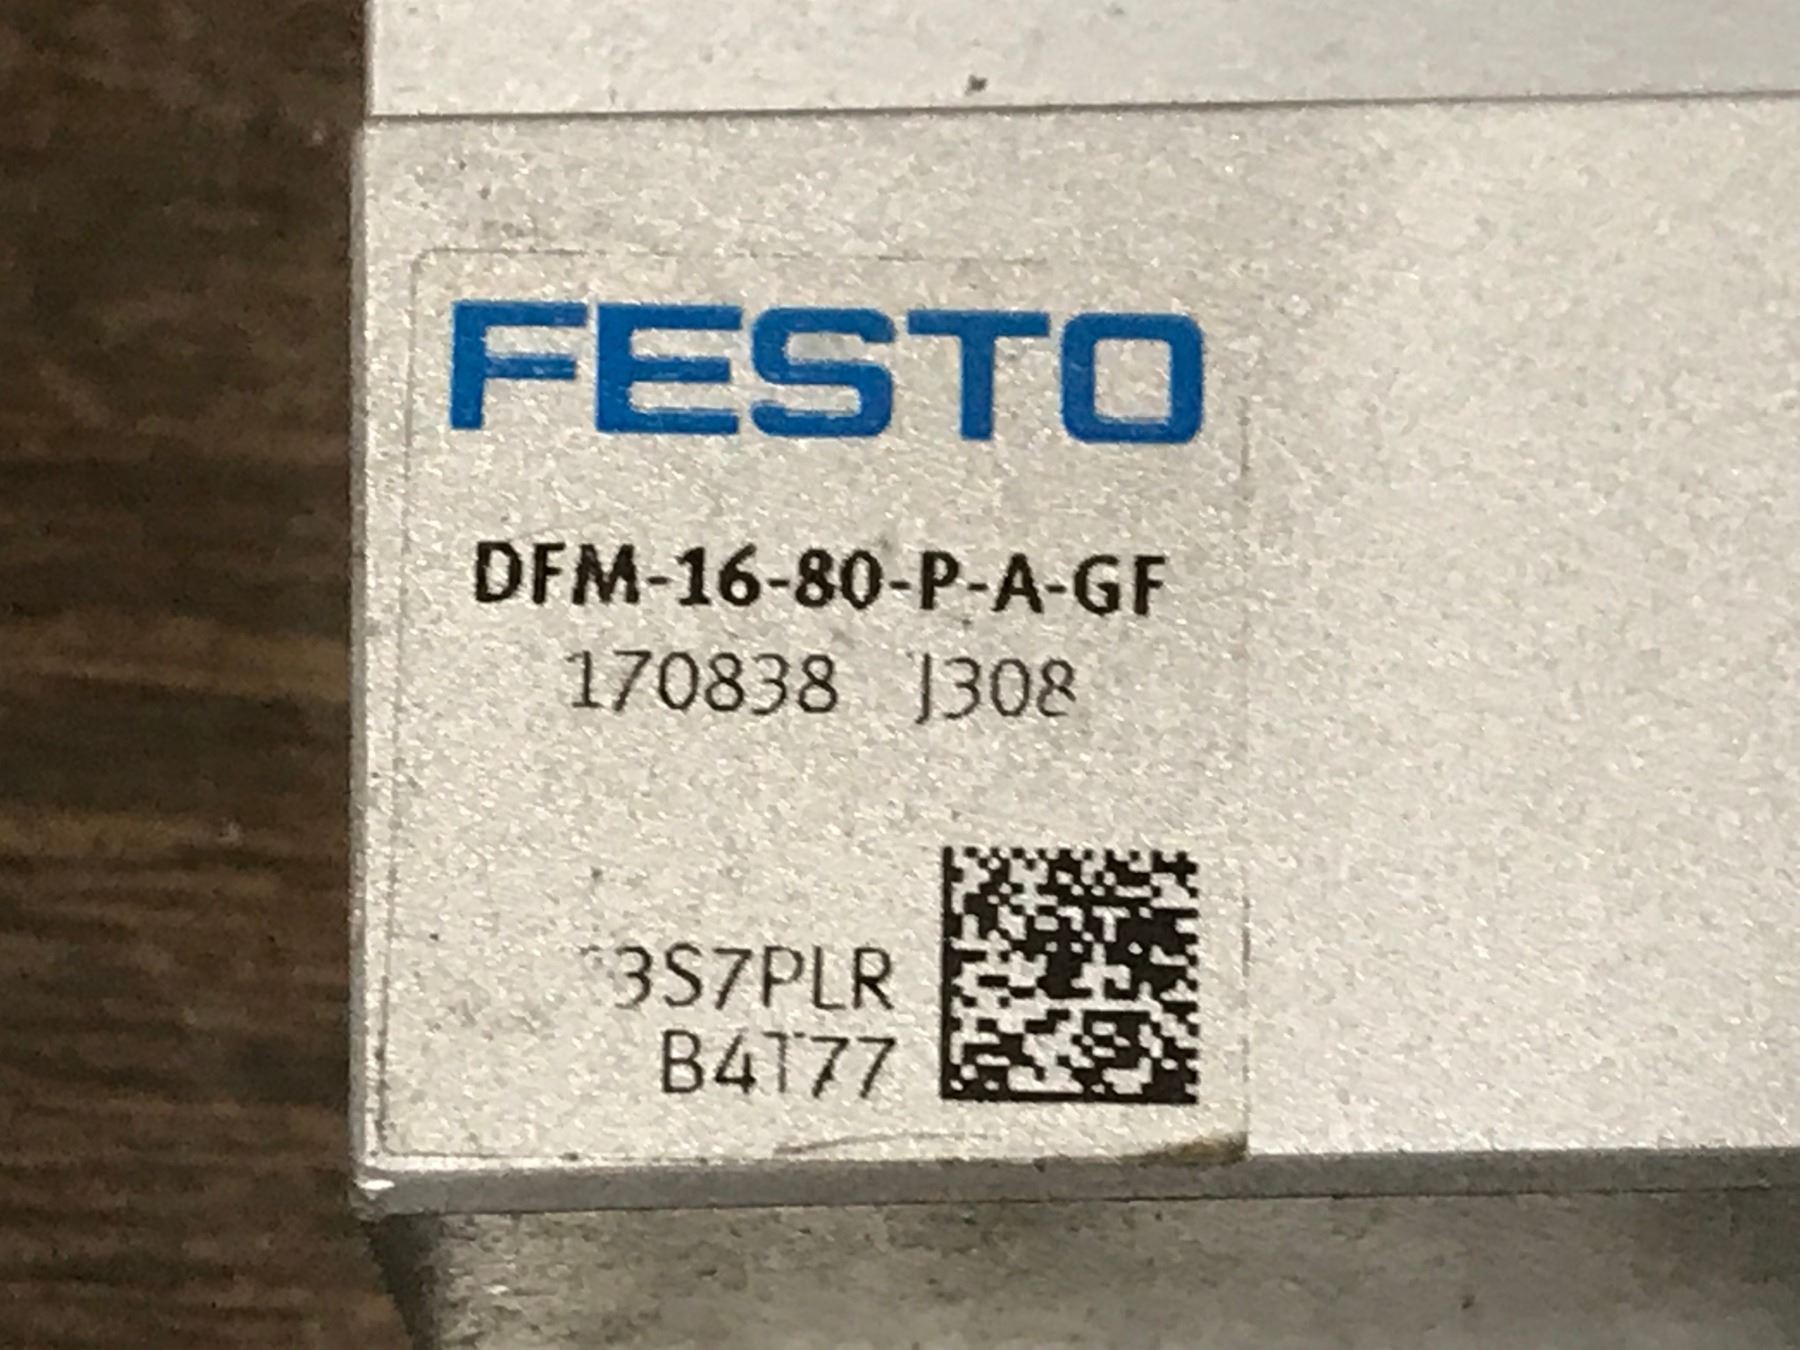 FESTO
DFM-16-80-P-A-GF
170838 J308
3S7PLR
B4T77